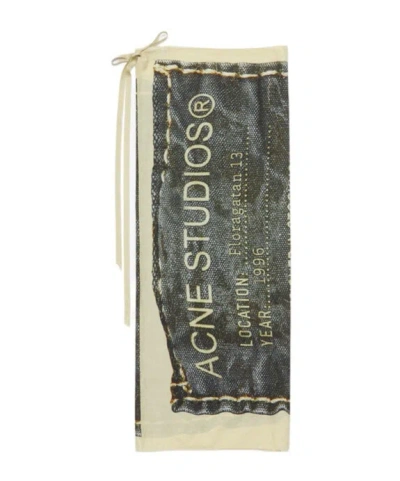 ACNE STUDIOS®
LOCATION: Floragatan 13
YEAR: 1996